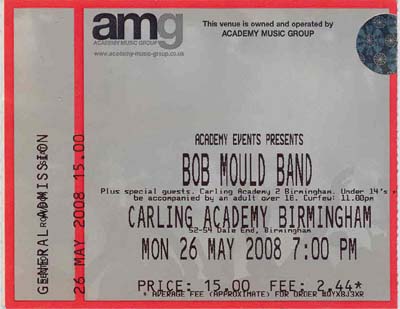 amg
ACADEMY MUSIC GROUP
www.academy-music-group.co.uk
This venue is owned and operated by
ACADEMY MUSIC GROUP
ACADEMY EVENTS PRESENTS
BOB MOULD BAND
Plus special guests. Carling Academy 2 Birmingham. Under 14's *
be accompanied by an adult over 18. Curfew: 11.00pm
CARLING ACADEMY BIRMINGHAM
52-54 Dale End, Birmingham
MON 26 MAY 2008 7:00 PM
PRICE: 15.00 FEE: 2.44*
* AVERAGE FEE (APPROXIMATE) FOR ORDER
GENERAL ADMISSION
26 MAY 2008 15.00